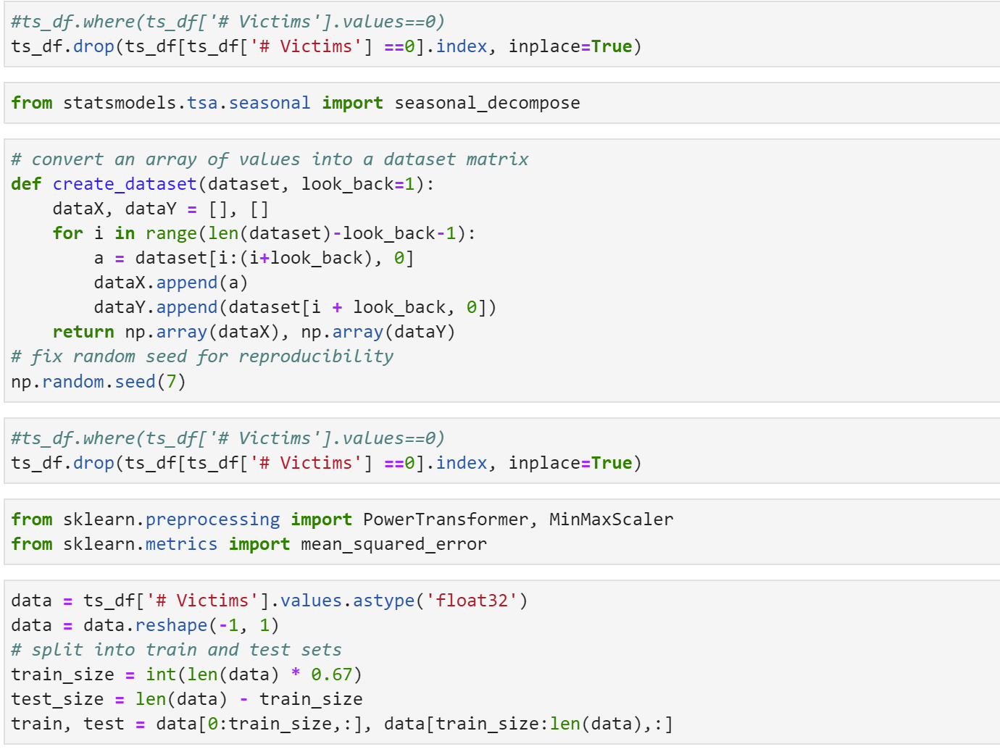 #ts_df.where(ts_df['# Victims'].values==0)
ts_df.drop(ts_df[ts_df['# Victims'] ==0].index, inplace=True)
from statsmodels.tsa.seasonal import seasonal_decompose
# convert an array of values into a dataset matrix
def create_dataset(dataset, look_back=1):
    dataX, dataY = [], []
    for i in range(len(dataset)-look_back-1):
        a = dataset[i:(i+look_back), 0]
        dataX.append(a)
        dataY.append(dataset[i + look_back, 0])
    return np.array(dataX), np.array(dataY)
# fix random seed for reproducibility
np.random.seed(7)
#ts_df.where(ts_df['# Victims'].values==0)
ts_df.drop(ts_df[ts_df['# Victims'] ==0].index, inplace=True)
from sklearn.preprocessing import PowerTransformer, MinMaxScaler
from sklearn.metrics import mean_squared_error
data = ts_df['# Victims'].values.astype('float32')
data = data.reshape(-1, 1)
# split into train and test sets
train_size = int(len(data) * 0.67)
test_size = len(data) - train_size
train, test = data[0:train_size,:], data[train_size:len(data),:]